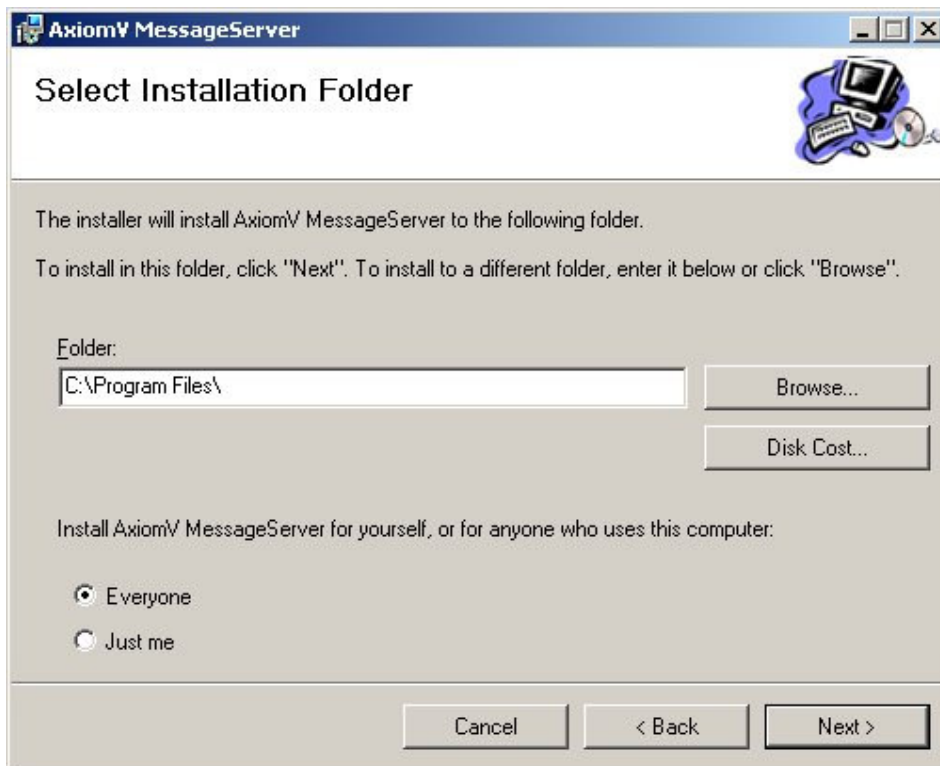 AxiomV MessageServer
Select Installation Folder
The installer will install AxiomV MessageServer to the following folder.
To install in this folder, click "Next". To install to a different folder, enter it below or click "Browse".
Folder:
C:\Program Files\
Browse...
Disk Cost...
Install AxiomV MessageServer for yourself, or for anyone who uses this computer:
Everyone
Just me
Cancel
< Back
Next >